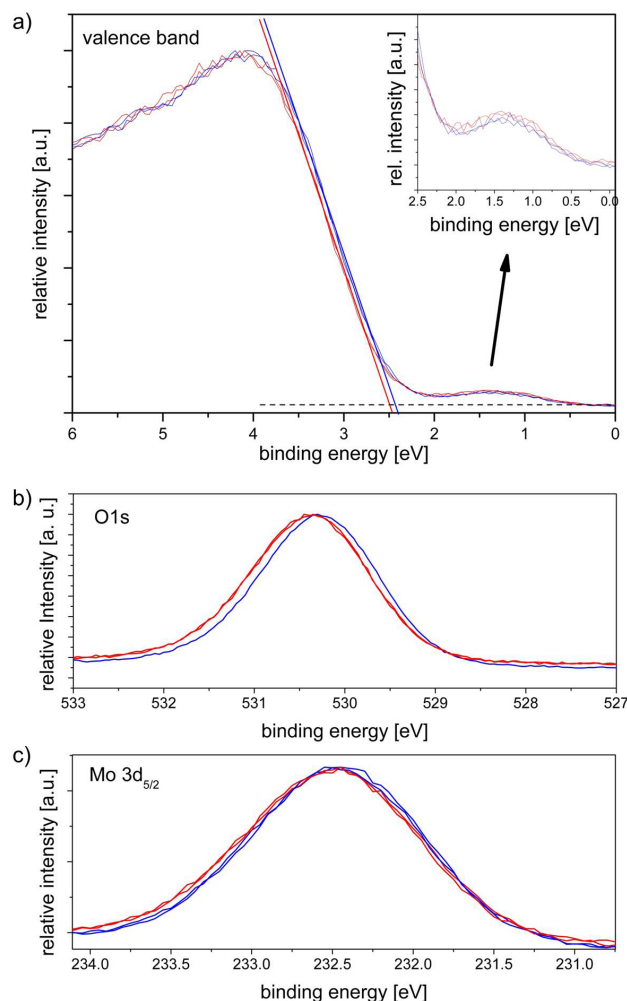 a)
valence band
relative intensity [a.u.]
6 5 4 3 2 1 0
binding energy [eV]
rel. intensity [a.u.]
2.5 2.0 1.5 1.0 0.5 0.0
binding energy [eV]
b)
O1s
relative Intensity [a. u.]
533 532 531 530 529 528 527
binding energy [eV]
c)
Mo 3d5/2
relative intensity [a.u.]
234.0 233.5 233.0 232.5 232.0 231.5 231.0
binding energy [eV]